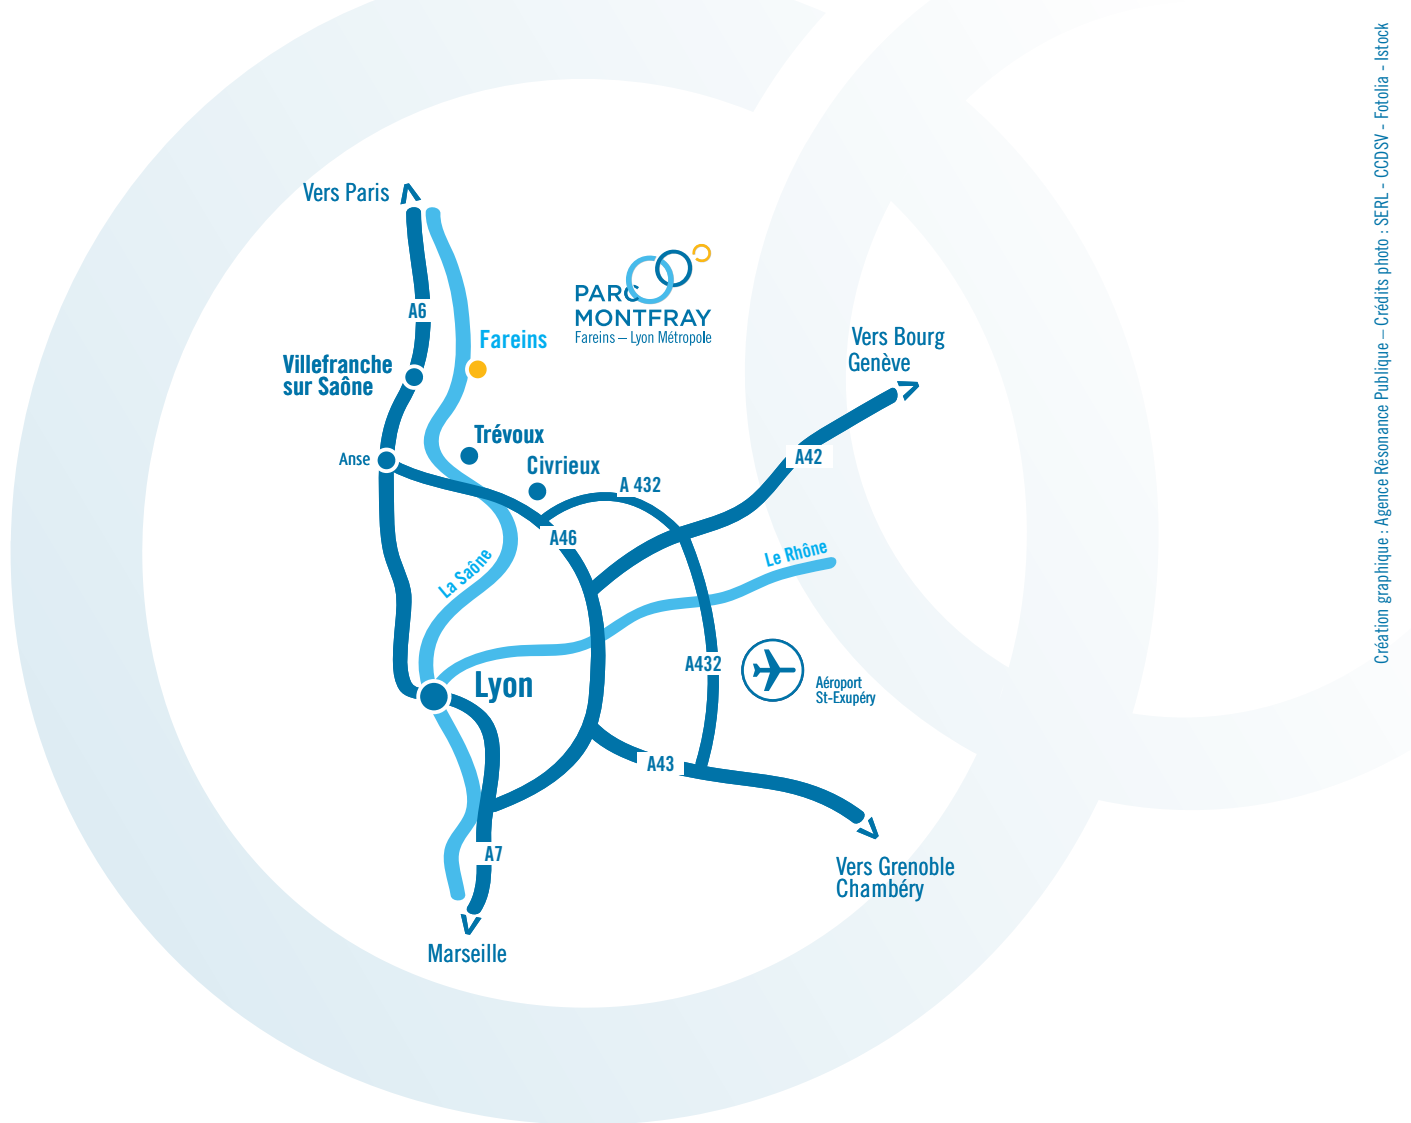 Vers Paris
A6
PARC
MONTFRAY
Fareins – Lyon Métropole
Fareins
Villefranche
sur Saône
Vers Bourg
Genève
Trévoux
Anse
Civrieux
A 432
A42
A46
La Saône
Le Rhône
A432
Lyon
Aéroport
St-Exupéry
A43
A7
Vers Grenoble
Chambéry
Marseille
Création graphique : Agence Résonance Publique – Crédits photo : SERL - CCDSV - Fotolia - Istock